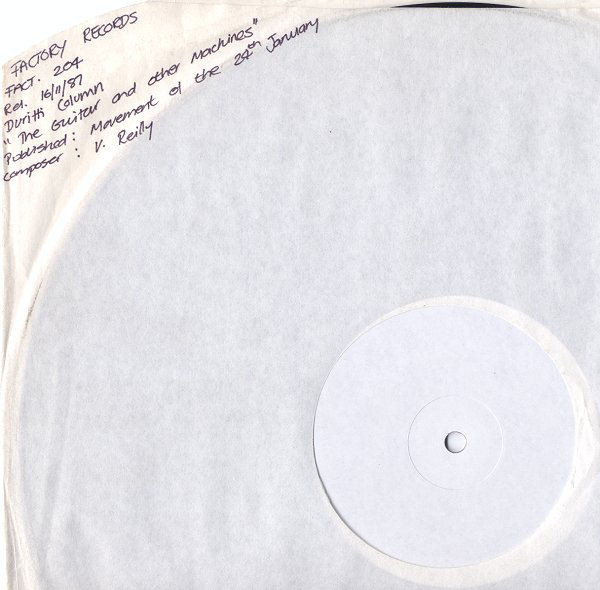 FACTORY RECORDS
FACT. 204
Rel. 16/11/87
Duritti Column
"The Guitar and other Machines"
Published: Movement of the 24th January
Composer: V. Reilly